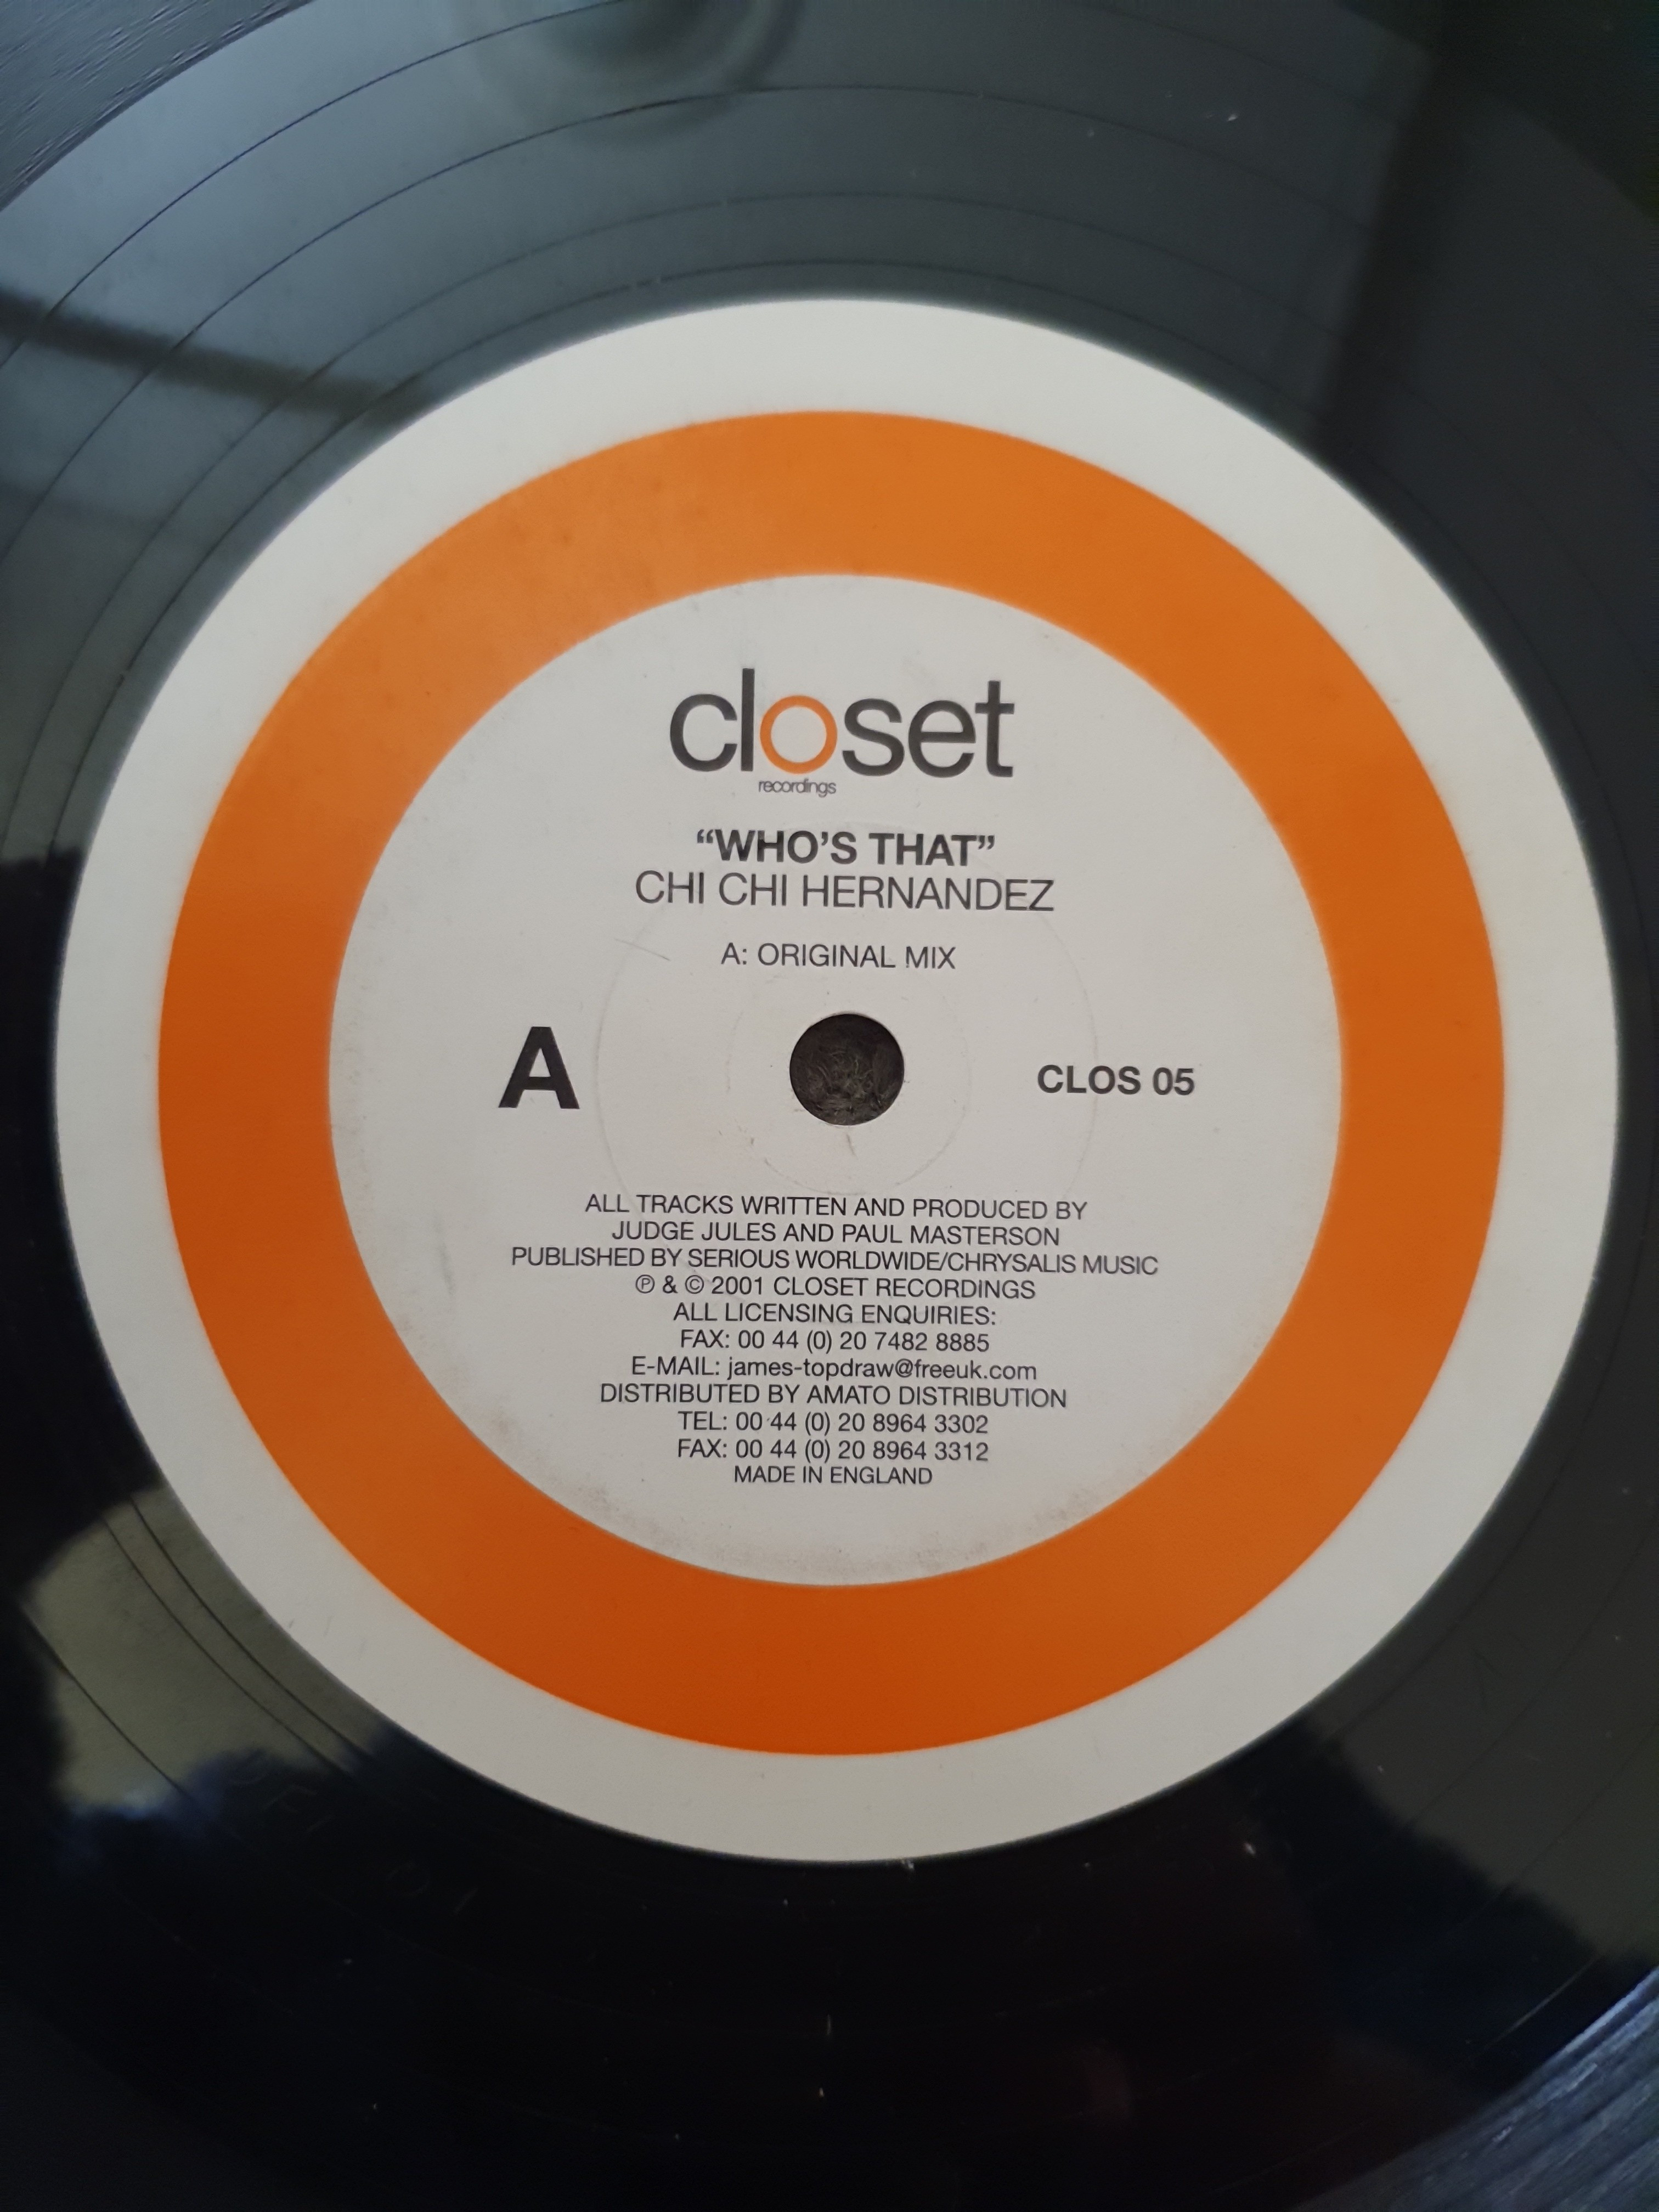 closet
recordings
“WHO’S THAT”
CHI CHI HERNANDEZ
A: ORIGINAL MIX
A
CLOS 05
ALL TRACKS WRITTEN AND PRODUCED BY
JUDGE JULES AND PAUL MASTERSON
PUBLISHED BY SERIOUS WORLDWIDE/CHRYSALIS MUSIC
℗ & © 2001 CLOSET RECORDINGS
ALL LICENSING ENQUIRIES:
FAX: 00 44 (0) 20 7482 8885
E-MAIL: james-topdraw@freeuk.com
DISTRIBUTED BY AMATO DISTRIBUTION
TEL: 00 44 (0) 20 8964 3302
FAX: 00 44 (0) 20 8964 3312
MADE IN ENGLAND